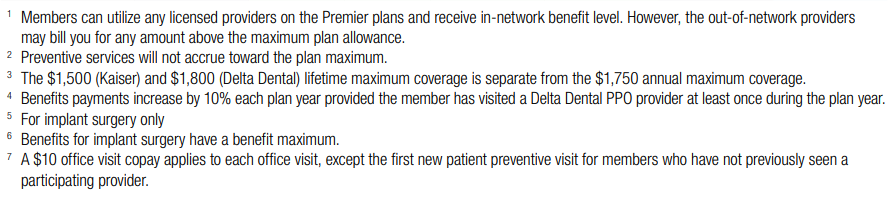 1 Members can utilize any licensed providers on the Premier plans and receive in-network benefit level. However, the out-of-network providers
may bill you for any amount above the maximum plan allowance.
2 Preventive services will not accrue toward the plan maximum.
3 The $1,500 (Kaiser) and $1,800 (Delta Dental) lifetime maximum coverage is separate from the $1,750 annual maximum coverage.
4 Benefits payments increase by 10% each plan year provided the member has visited a Delta Dental PPO provider at least once during the plan year.
5 For implant surgery only
6 Benefits for implant surgery have a benefit maximum.
7 A $10 office visit copay applies to each office visit, except the first new patient preventive visit for members who have not previously seen a
participating provider.